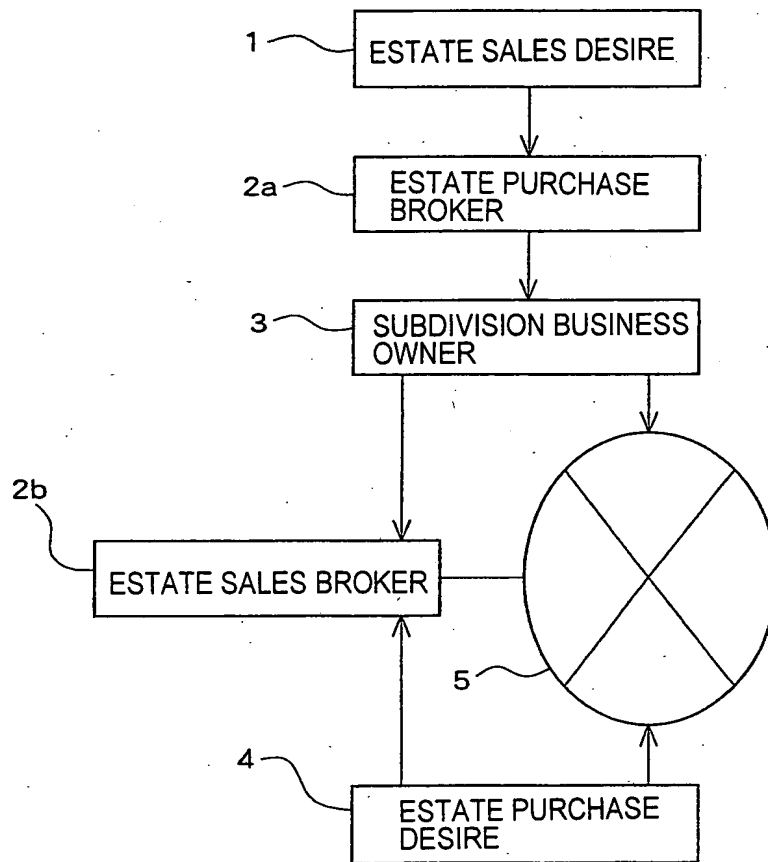 1
ESTATE SALES DESIRE
2a
ESTATE PURCHASE
BROKER
3
SUBDIVISION BUSINESS
OWNER
2b
ESTATE SALES BROKER
5
4
ESTATE PURCHASE
DESIRE